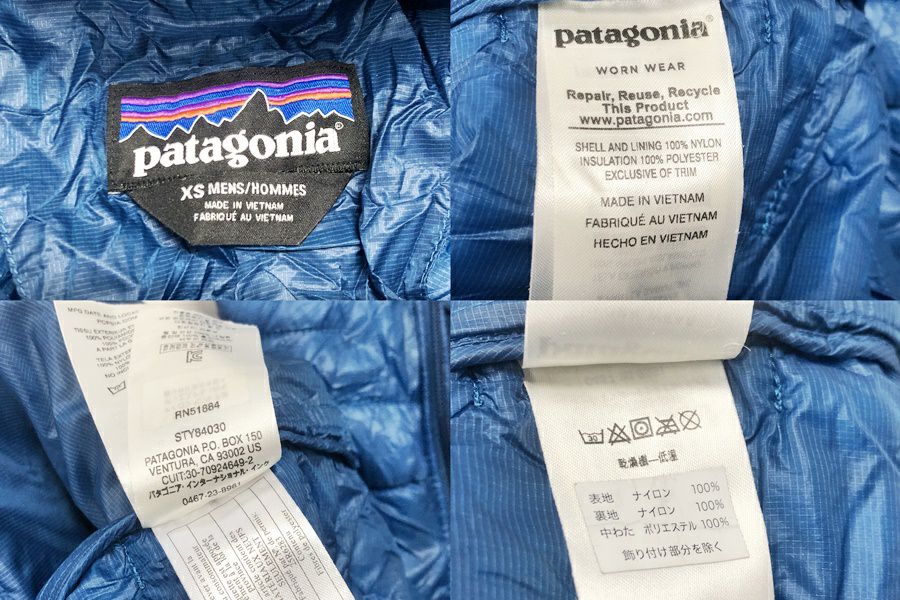 patagonia®
XS MENS/HOMMES
MADE IN VIETNAM
FABRIQUÉ AU VIETNAM
patagonia®
WORN WEAR
Repair, Reuse, Recycle
This Product
www.patagonia.com
SHELL AND LINING 100% NYLON
INSULATION 100% POLYESTER
EXCLUSIVE OF TRIM
MADE IN VIETNAM
FABRIQUÉ AU VIETNAM
HECHO EN VIETNAM
RN51884
STY84030
PATAGONIA P.O. BOX 150
VENTURA, CA 93002 US
CUIT:30-70924649-2
パタゴニア・インターナショナル・インク
0467-23-8961
30
乾燥機—低温
表地 ナイロン 100%
裏地 ナイロン 100%
中わた ポリエステル 100%
飾り付け部分を除く